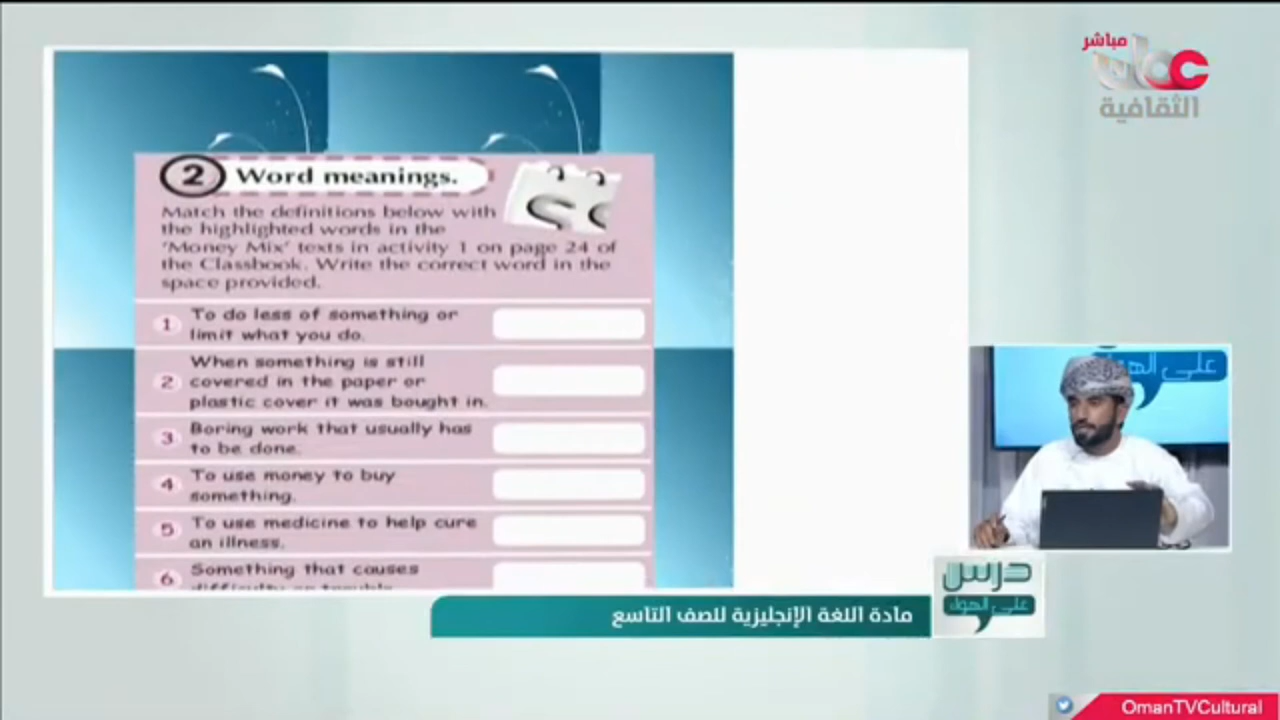 مباشر
عمان
الثقافية
2 Word meanings.
Match the definitions below with
the highlighted words in the
'Money Mix' texts in activity 1 on page 24 of
the Classbook. Write the correct word in the
space provided.
1 To do less of something or
limit what you do.
2 When something is still
covered in the paper or
plastic cover it was bought in.
3 Boring work that usually has
to be done.
4 To use money to buy
something.
5 To use medicine to help cure
an illness.
6 Something that causes
difficulty or trouble
على الهواء
درس
على الهواء
مادة اللغة الإنجليزية للصف التاسع
OmanTVCultural